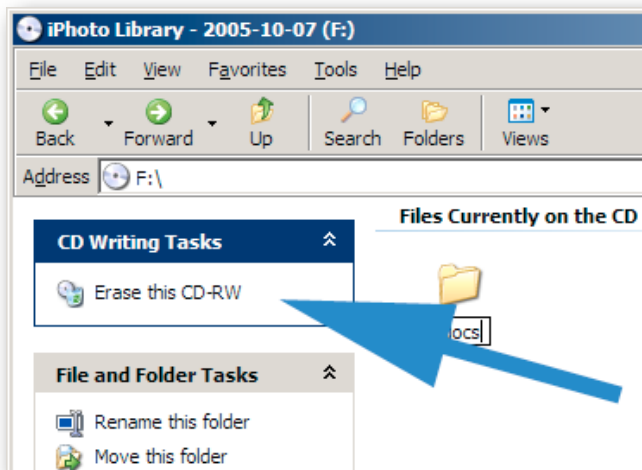 iPhoto Library - 2005-10-07 (F:)
File Edit View Favorites Tools Help
Back Forward Up Search Folders Views
Address F:\
Files Currently on the CD
CD Writing Tasks
Erase this CD-RW
File and Folder Tasks
Rename this folder
Move this folder